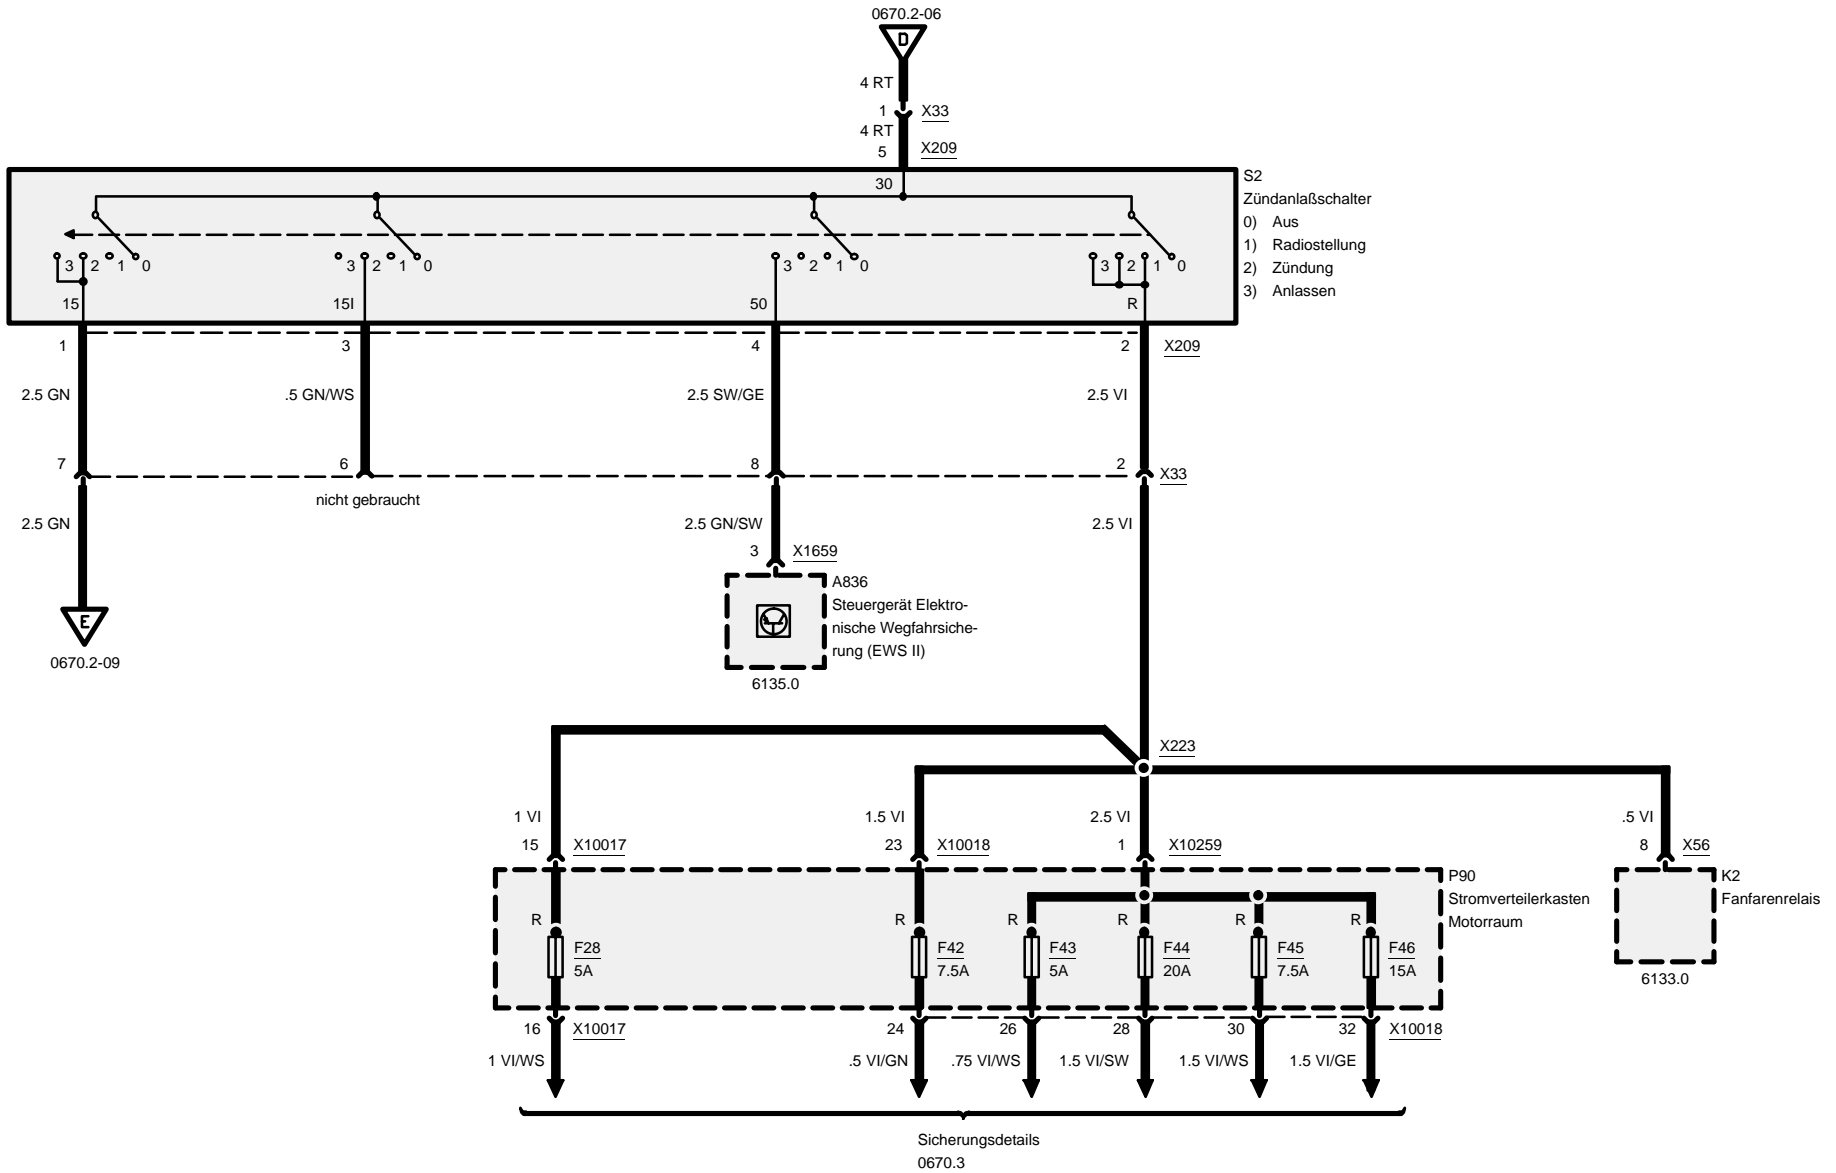 0670.2-06
D
4 RT
1 X33
4 RT
5 X209
30
S2
Zündanlaßschalter
0) Aus
1) Radiostellung
2) Zündung
3) Anlassen
3 2 1 0 3 2 1 0 3 2 1 0 3 2 1 0
15 15I 50 R
1 3 4 2 X209
2.5 GN .5 GN/WS 2.5 SW/GE 2.5 VI
7 6 8 2 X33
nicht gebraucht
2.5 GN 2.5 GN/SW 2.5 VI
3 X1659
A836
Steuergerät Elektro-
nische Wegfahrsiche-
rung (EWS II)
E
0670.2-09
6135.0
X223
1 VI 1.5 VI 2.5 VI .5 VI
15 X10017 23 X10018 1 X10259 8 X56
P90
Stromverteilerkasten
Motorraum
K2
Fanfarenrelais
R R R R R R
F28 F42 F43 F44 F45 F46
5A 7.5A 5A 20A 7.5A 15A
6133.0
16 X10017 24 26 28 30 32 X10018
1 VI/WS .5 VI/GN .75 VI/WS 1.5 VI/SW 1.5 VI/WS 1.5 VI/GE
Sicherungsdetails
0670.3